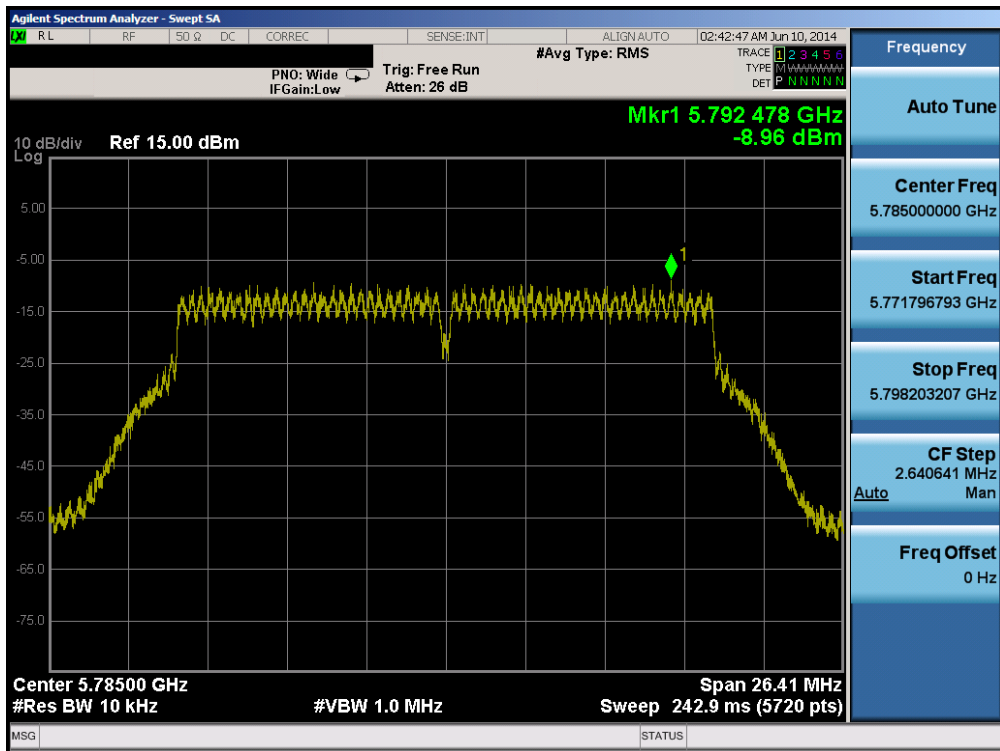 Agilent Spectrum Analyzer - Swept SA
LXI RL RF 50 Ω DC CORREC SENSE:INT ALIGN AUTO 02:42:47 AM Jun 10, 2014
PNO: Wide
IFGain:Low
Trig: Free Run
Atten: 26 dB
#Avg Type: RMS
TRACE 1 2 3 4 5 6
TYPE M W W W W W
DET P N N N N N
Mkr1 5.792 478 GHz
-8.96 dBm
10 dB/div Ref 15.00 dBm
Log
5.00
-5.00
-15.0
-25.0
-35.0
-45.0
-55.0
-65.0
-75.0
1
Center 5.78500 GHz Span 26.41 MHz
#Res BW 10 kHz #VBW 1.0 MHz Sweep 242.9 ms (5720 pts)
MSG STATUS
Frequency
Auto Tune
Center Freq
5.785000000 GHz
Start Freq
5.771796793 GHz
Stop Freq
5.798203207 GHz
CF Step
2.640641 MHz
Auto Man
Freq Offset
0 Hz